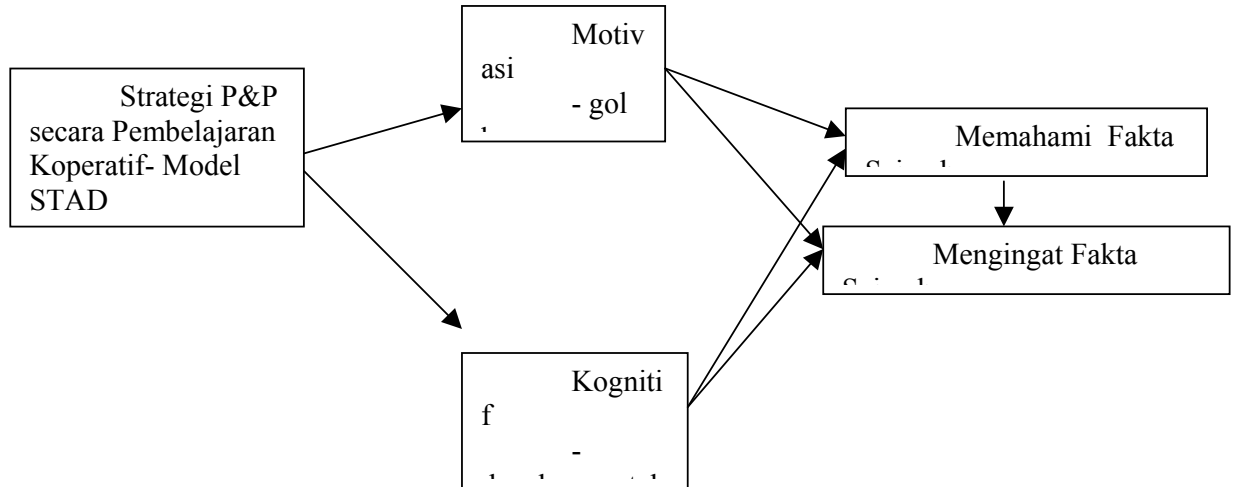 Strategi P&P
secara Pembelajaran
Koperatif- Model
STAD
Motiv
asi
- gol
Memahami Fakta
Mengingat Fakta
Kogniti
f
-